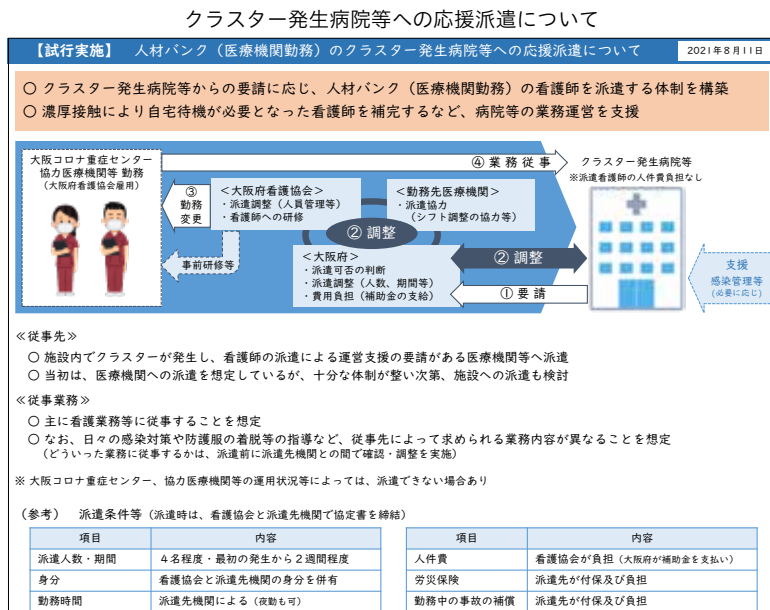 クラスター発生病院等への応援派遣について
【試行実施】 人材バンク（医療機関勤務）のクラスター発生病院等への応援派遣について
2021年8月11日
○ クラスター発生病院等からの要請に応じ、人材バンク（医療機関勤務）の看護師を派遣する体制を構築
○ 濃厚接触により自宅待機が必要となった看護師を補完するなど、病院等の業務運営を支援
大阪コロナ重症センター
協力医療機関等 勤務
（大阪府看護協会雇用）
④業務従事
クラスター発生病院等
※派遣看護師の人件費負担なし
③
勤務
変更
＜大阪府看護協会＞
・派遣調整（人員管理等）
・看護師への研修
＜勤務先医療機関＞
・派遣協力
（シフト調整の協力等）
② 調整
事前研修等
＜大阪府＞
・派遣可否の判断
・派遣調整（人数、期間等）
・費用負担（補助金の支給）
② 調整
①要請
支援
感染管理等
（必要に応じ）
≪従事先≫
○ 施設内でクラスターが発生し、看護師の派遣による運営支援の要請がある医療機関等へ派遣
○ 当初は、医療機関への派遣を想定しているが、十分な体制が整い次第、施設への派遣も検討
≪従事業務≫
○ 主に看護業務等に従事することを想定
○ なお、日々の感染対策や防護服の着脱等の指導など、従事先によって求められる業務内容が異なることを想定
（どういった業務に従事するかは、派遣前に派遣先機関との間で確認・調整を実施）
※ 大阪コロナ重症センター、協力医療機関等の運用状況等によっては、派遣できない場合あり
（参考） 派遣条件等（派遣時は、看護協会と派遣先機関で協定書を締結）
項目 内容
派遣人数・期間 4名程度・最初の発生から2週間程度
身分 看護協会と派遣先機関の身分を併有
勤務時間 派遣先機関による（夜勤も可）
項目 内容
人件費 看護協会が負担（大阪府が補助金を支払い）
労災保険 派遣先が付保及び負担
勤務中の事故の補償 派遣先が付保及び負担